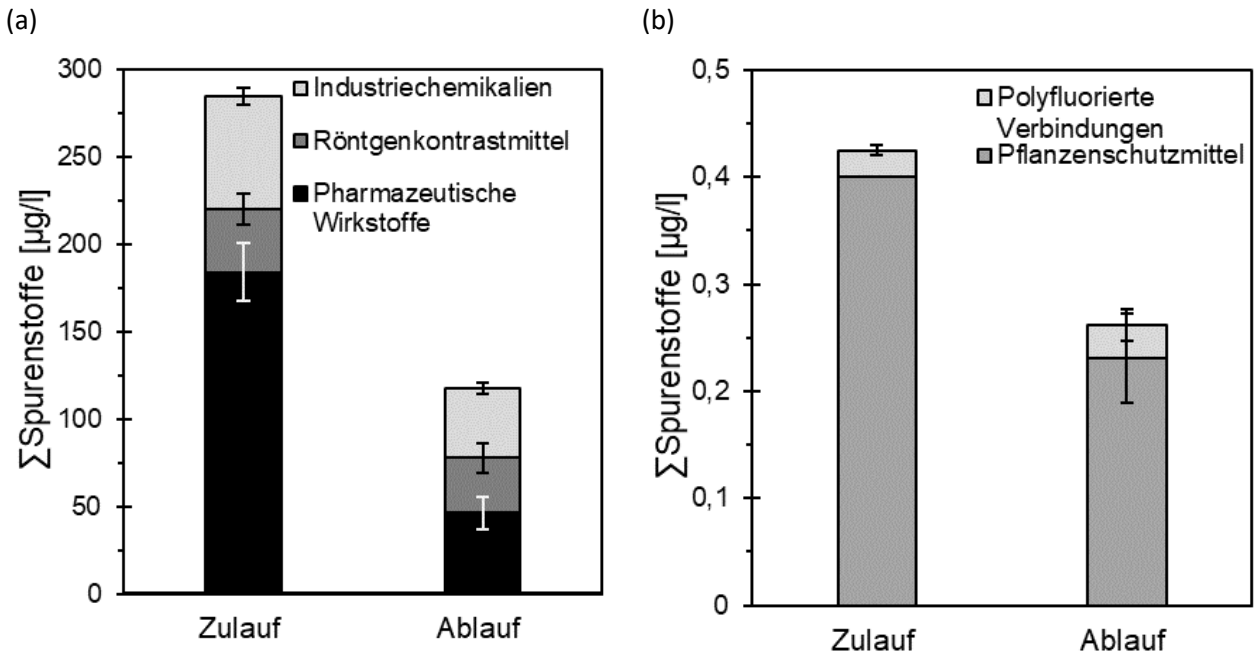 (a)
∑Spurenstoffe [µg/l]
300
250
200
150
100
50
0
Industriechemikalien
Röntgenkontrastmittel
Pharmazeutische
Wirkstoffe
Zulauf
Ablauf
(b)
∑Spurenstoffe [µg/l]
0,5
0,4
0,3
0,2
0,1
0
Polyfluorierte
Verbindungen
Pflanzenschutzmittel
Zulauf
Ablauf